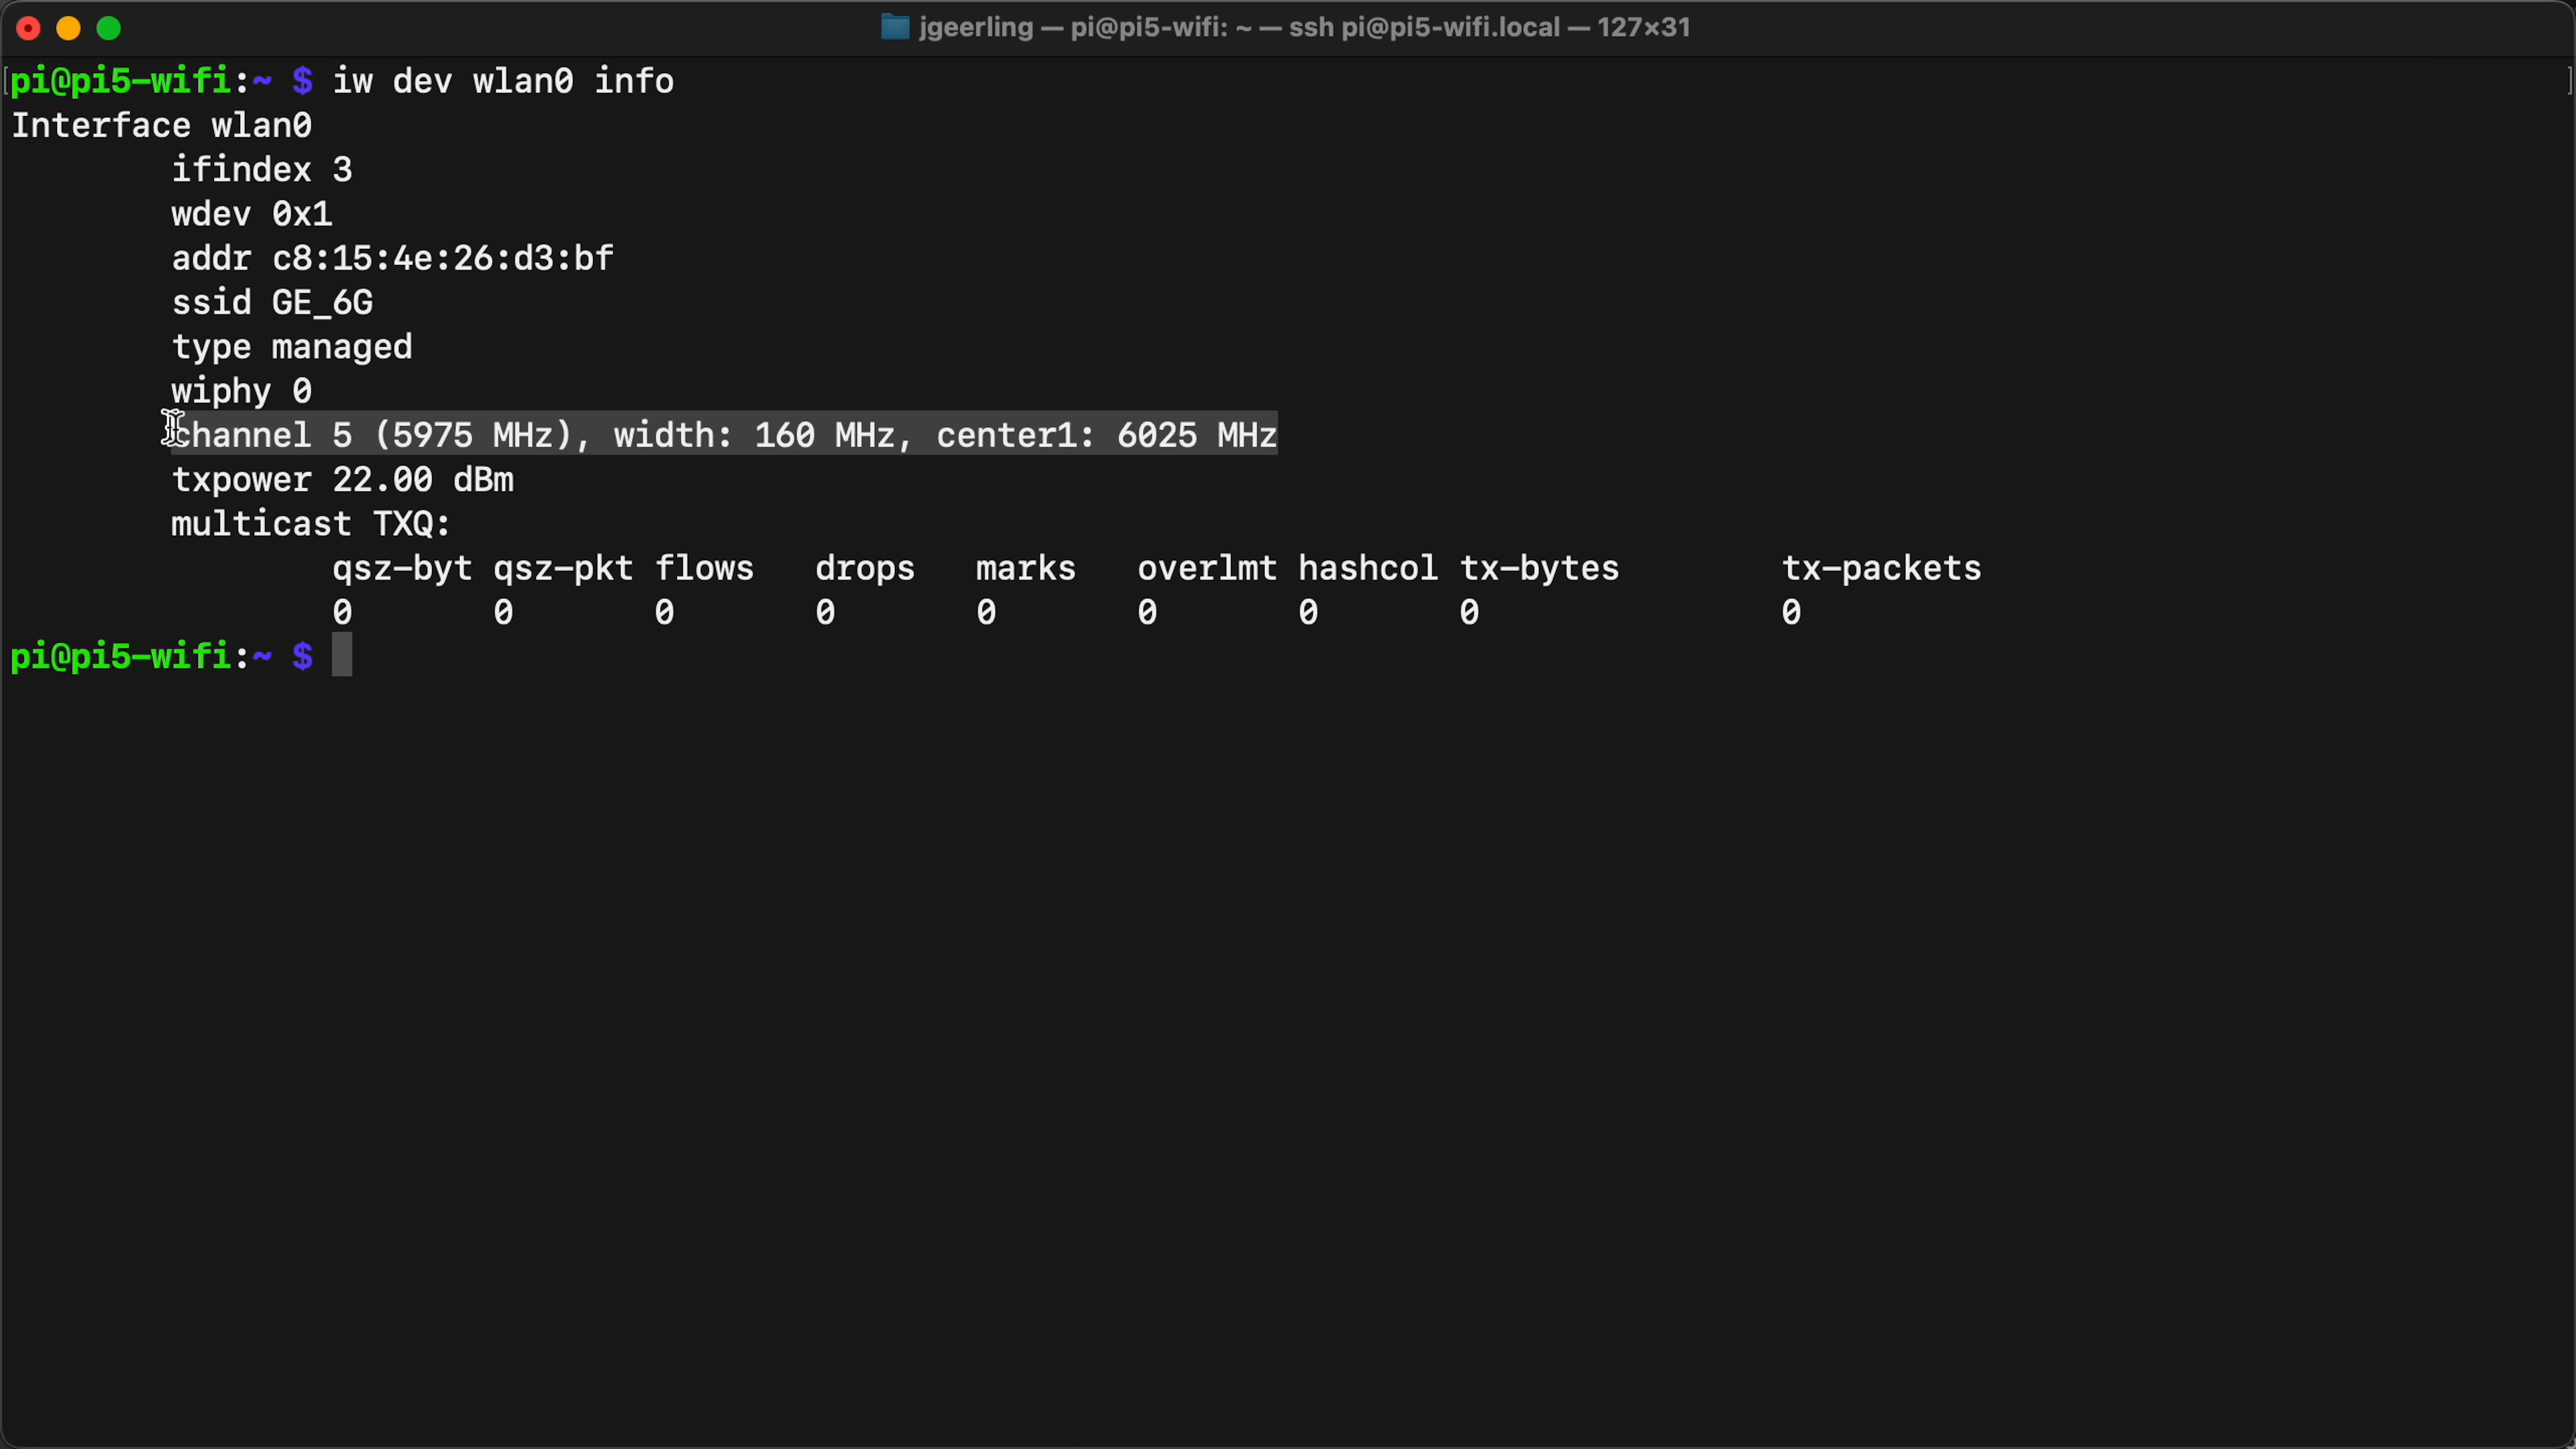 jgeerling — pi@pi5-wifi: ~ — ssh pi@pi5-wifi.local — 127×31
[pi@pi5-wifi:~ $ iw dev wlan0 info ]
Interface wlan0
ifindex 3
wdev 0x1
addr c8:15:4e:26:d3:bf
ssid GE_6G
type managed
wiphy 0
channel 5 (5975 MHz), width: 160 MHz, center1: 6025 MHz
txpower 22.00 dBm
multicast TXQ:
qsz-byt qsz-pkt flows drops marks overlmt hashcol tx-bytes tx-packets
0 0 0 0 0 0 0 0 0
pi@pi5-wifi:~ $